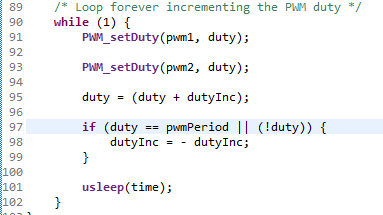 89 /* Loop forever incrementing the PWM duty */
90 while (1) {
91 PWM_setDuty(pwm1, duty);
92
93 PWM_setDuty(pwm2, duty);
94
95 duty = (duty + dutyInc);
96
97 if (duty == pwmPeriod || (!duty)) {
98 dutyInc = - dutyInc;
99 }
100
101 usleep(time);
102 }